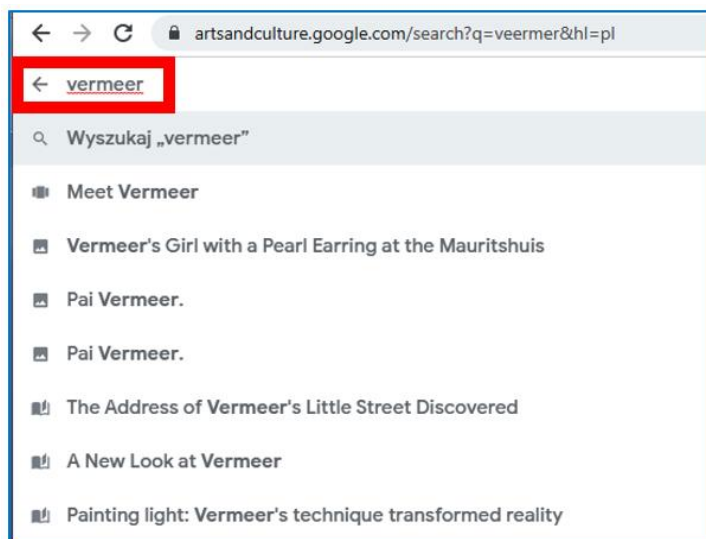 artsandculture.google.com/search?q=veermer&hl=pl
vermeer
Wyszukaj „vermeer”
Meet Vermeer
Vermeer's Girl with a Pearl Earring at the Mauritshuis
Pai Vermeer.
Pai Vermeer.
The Address of Vermeer's Little Street Discovered
A New Look at Vermeer
Painting light: Vermeer's technique transformed reality